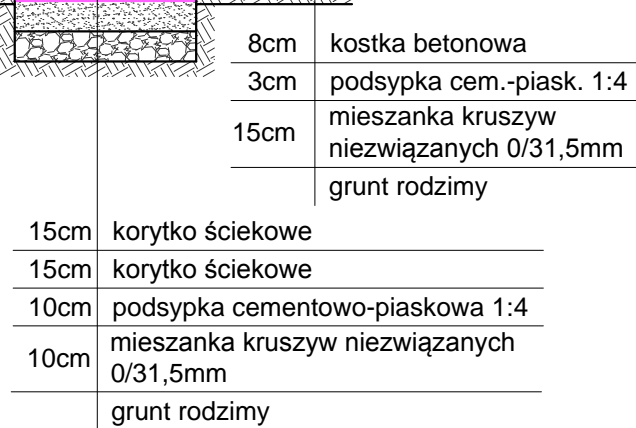 8cm kostka betonowa
3cm podsypka cem.-piask. 1:4
15cm mieszanka kruszyw
niezwiązanych 0/31,5mm
grunt rodzimy
15cm korytko ściekowe
15cm korytko ściekowe
10cm podsypka cementowo-piaskowa 1:4
10cm mieszanka kruszyw niezwiązanych
0/31,5mm
grunt rodzimy